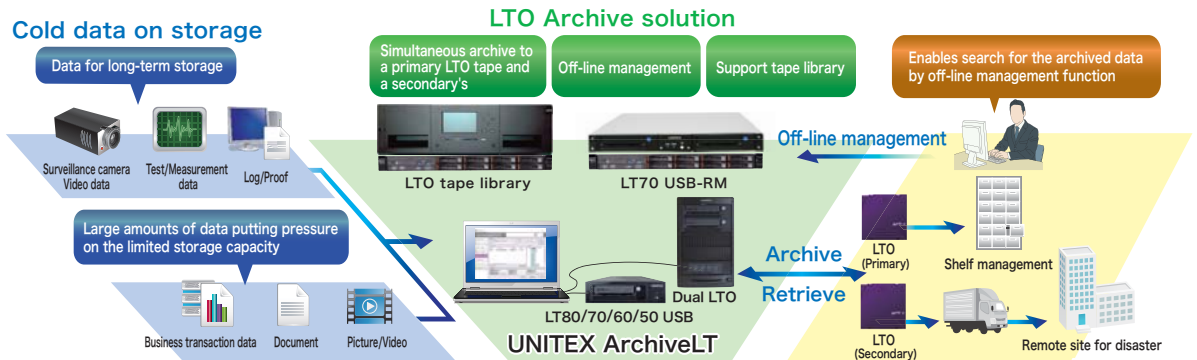 Cold data on storage
Data for long-term storage
Surveillance camera
Video data
Test/Measurement
data
Log/Proof
Large amounts of data putting pressure
on the limited storage capacity
Business transaction data
Document
Picture/Video
LTO Archive solution
Simultaneous archive to
a primary LTO tape and
a secondary's
Off-line management
Support tape library
LTO tape library
LT70 USB-RM
Dual LTO
LT80/70/60/50 USB
UNITEX ArchiveLT
Enables search for the archived data
by off-line management function
Off-line management
Archive
Retrieve
LTO
(Primary)
Shelf management
LTO
(Secondary)
Remote site for disaster